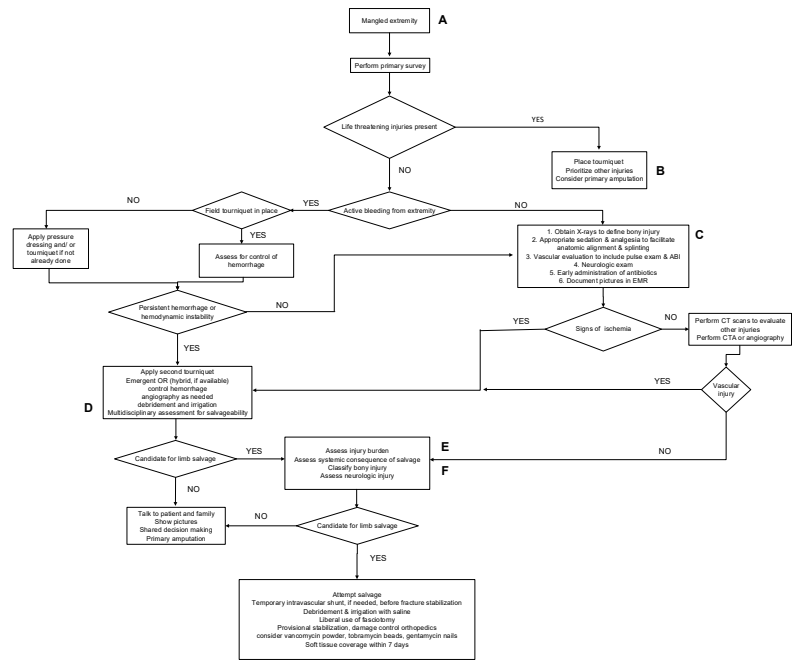 Mangled extremity
A
Perform primary survey
Life threatening injuries present
YES
Place tourniquet
Prioritize other injuries
Consider primary amputation
B
NO
Active bleeding from extremity
YES
NO
Field tourniquet in place
NO
YES
Apply pressure
dressing and/ or
tourniquet if not
already done
Assess for control of
hemorrhage
1. Obtain X-rays to define bony injury
2. Appropriate sedation & analgesia to facilitate
anatomic alignment & splinting
3. Vascular evaluation to include pulse exam & ABI
4. Neurologic exam
5. Early administration of antibiotics
6. Document pictures in EMR
C
Persistent hemorrhage or
hemodynamic instability
NO
YES
Signs of ischemia
YES
NO
Perform CT scans to evaluate
other injuries
Perform CTA or angiography
Vascular
injury
YES
NO
Apply second tourniquet
Emergent OR (hybrid, if available)
control hemorrhage
angiography as needed
debridement and irrigation
Multidisciplinary assessment for salvageability
D
Candidate for limb salvage
YES
NO
Assess injury burden
Assess systemic consequence of salvage
Classify bony injury
Assess neurologic injury
E
F
Talk to patient and family
Show pictures
Shared decision making
Primary amputation
NO
Candidate for limb salvage
YES
Attempt salvage
Temporary intravascular shunt, if needed, before fracture stabilization
Debridement & irrigation with saline
Liberal use of fasciotomy
Provisional stabilization, damage control orthopedics
consider vancomycin powder, tobramycin beads, gentamycin nails
Soft tissue coverage within 7 days